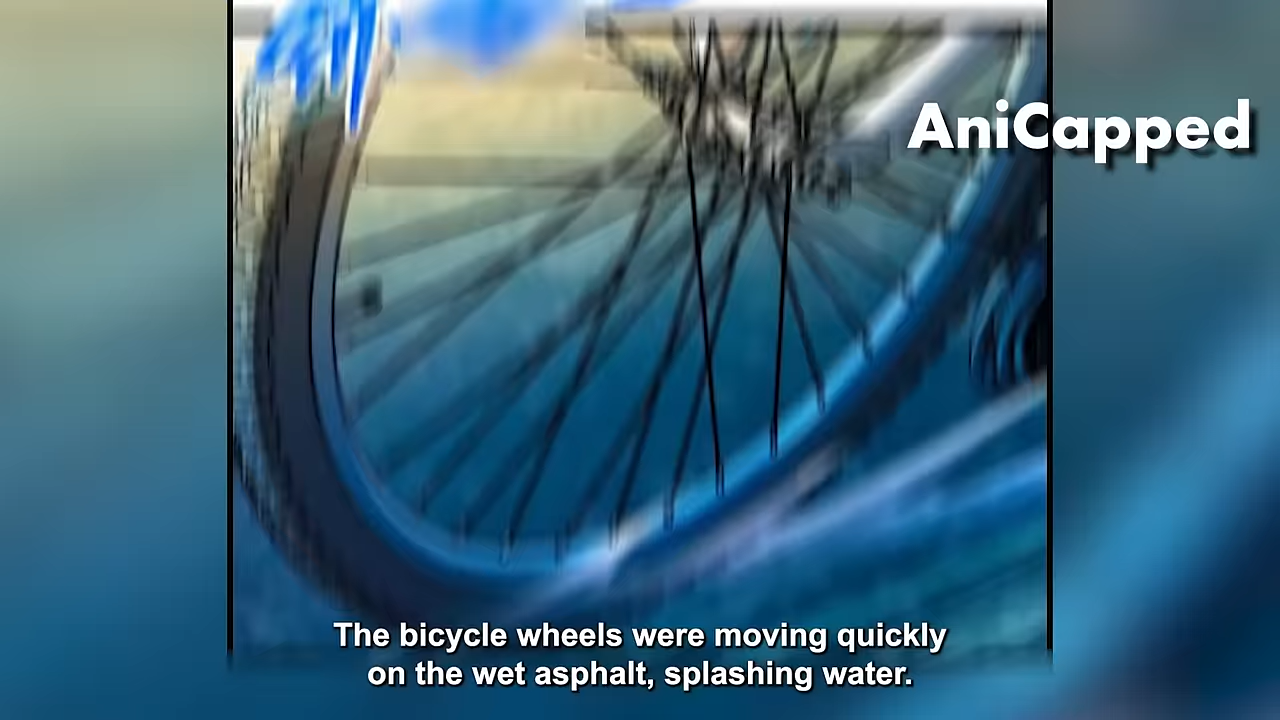 AniCapped
The bicycle wheels were moving quickly
on the wet asphalt, splashing water.